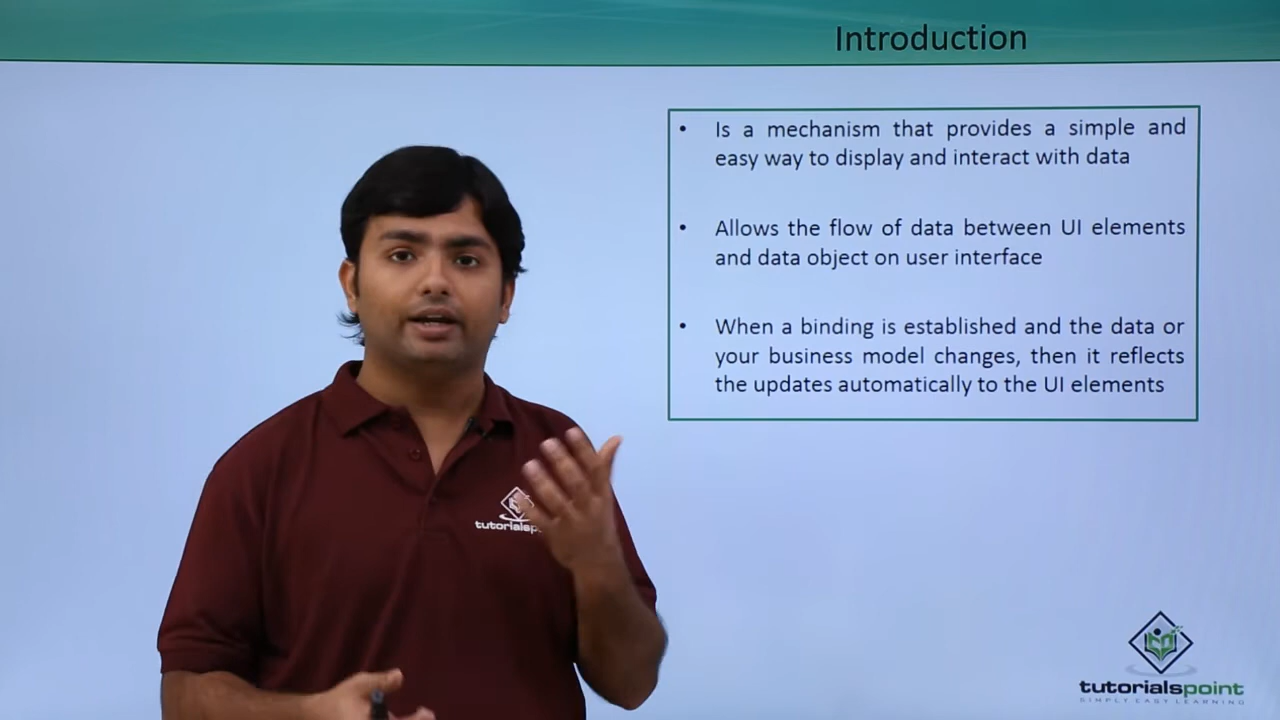 Introduction
• Is a mechanism that provides a simple and
easy way to display and interact with data
• Allows the flow of data between UI elements
and data object on user interface
• When a binding is established and the data or
your business model changes, then it reflects
the updates automatically to the UI elements
tutorialsp
tutorialspoint
SIMPLY EASY LEARNING